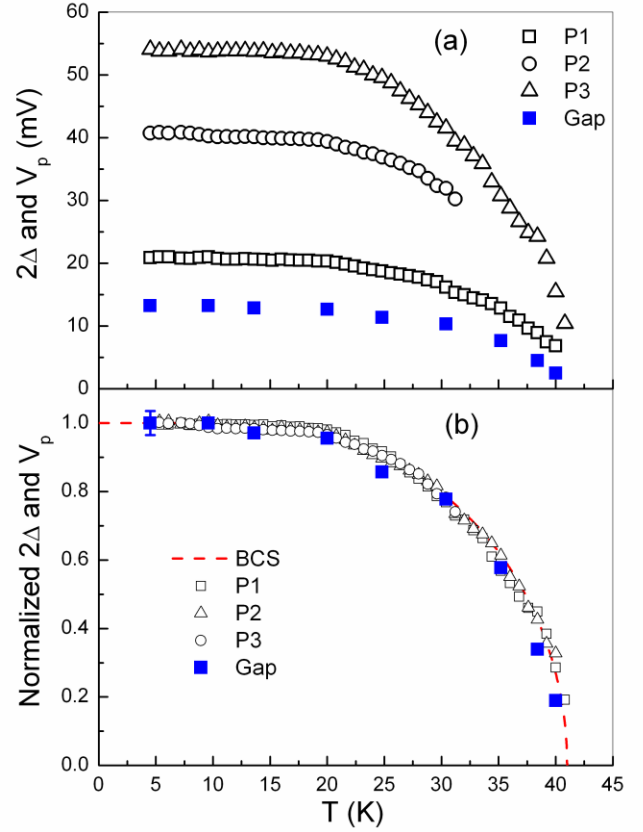 (a)
P1
P2
P3
Gap
60
50
40
30
20
10
0
2Δ and Vp (mV)
(b)
BCS
P1
P2
P3
Gap
1.0
0.8
0.6
0.4
0.2
0.0
Normalized 2Δ and Vp
0 5 10 15 20 25 30 35 40 45
T (K)